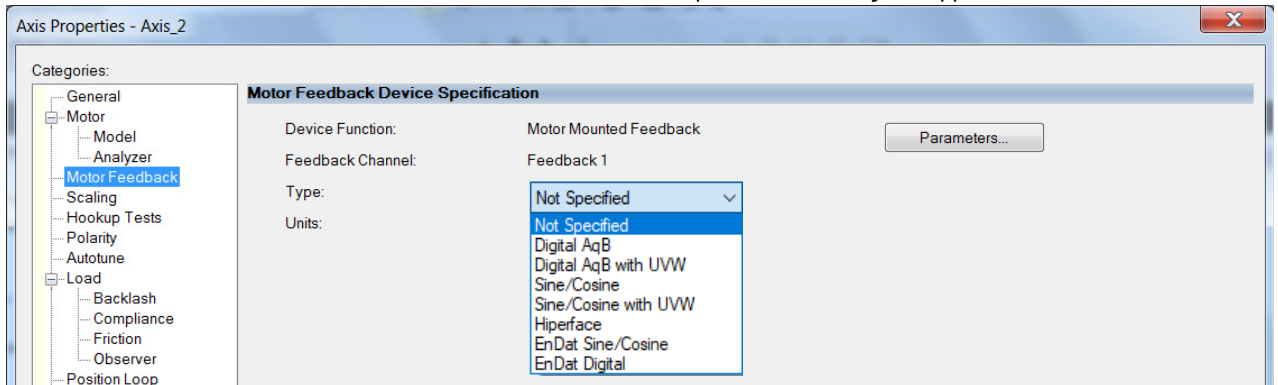 Axis Properties - Axis_2
X
Categories:
General
Motor
Model
Analyzer
Motor Feedback
Scaling
Hookup Tests
Polarity
Autotune
Load
Backlash
Compliance
Friction
Observer
Position Loop
Motor Feedback Device Specification
Device Function: Motor Mounted Feedback Parameters...
Feedback Channel: Feedback 1
Type: Not Specified
Units: Not Specified
Digital AqB
Digital AqB with UVW
Sine/Cosine
Sine/Cosine with UVW
Hiperface
EnDat Sine/Cosine
EnDat Digital